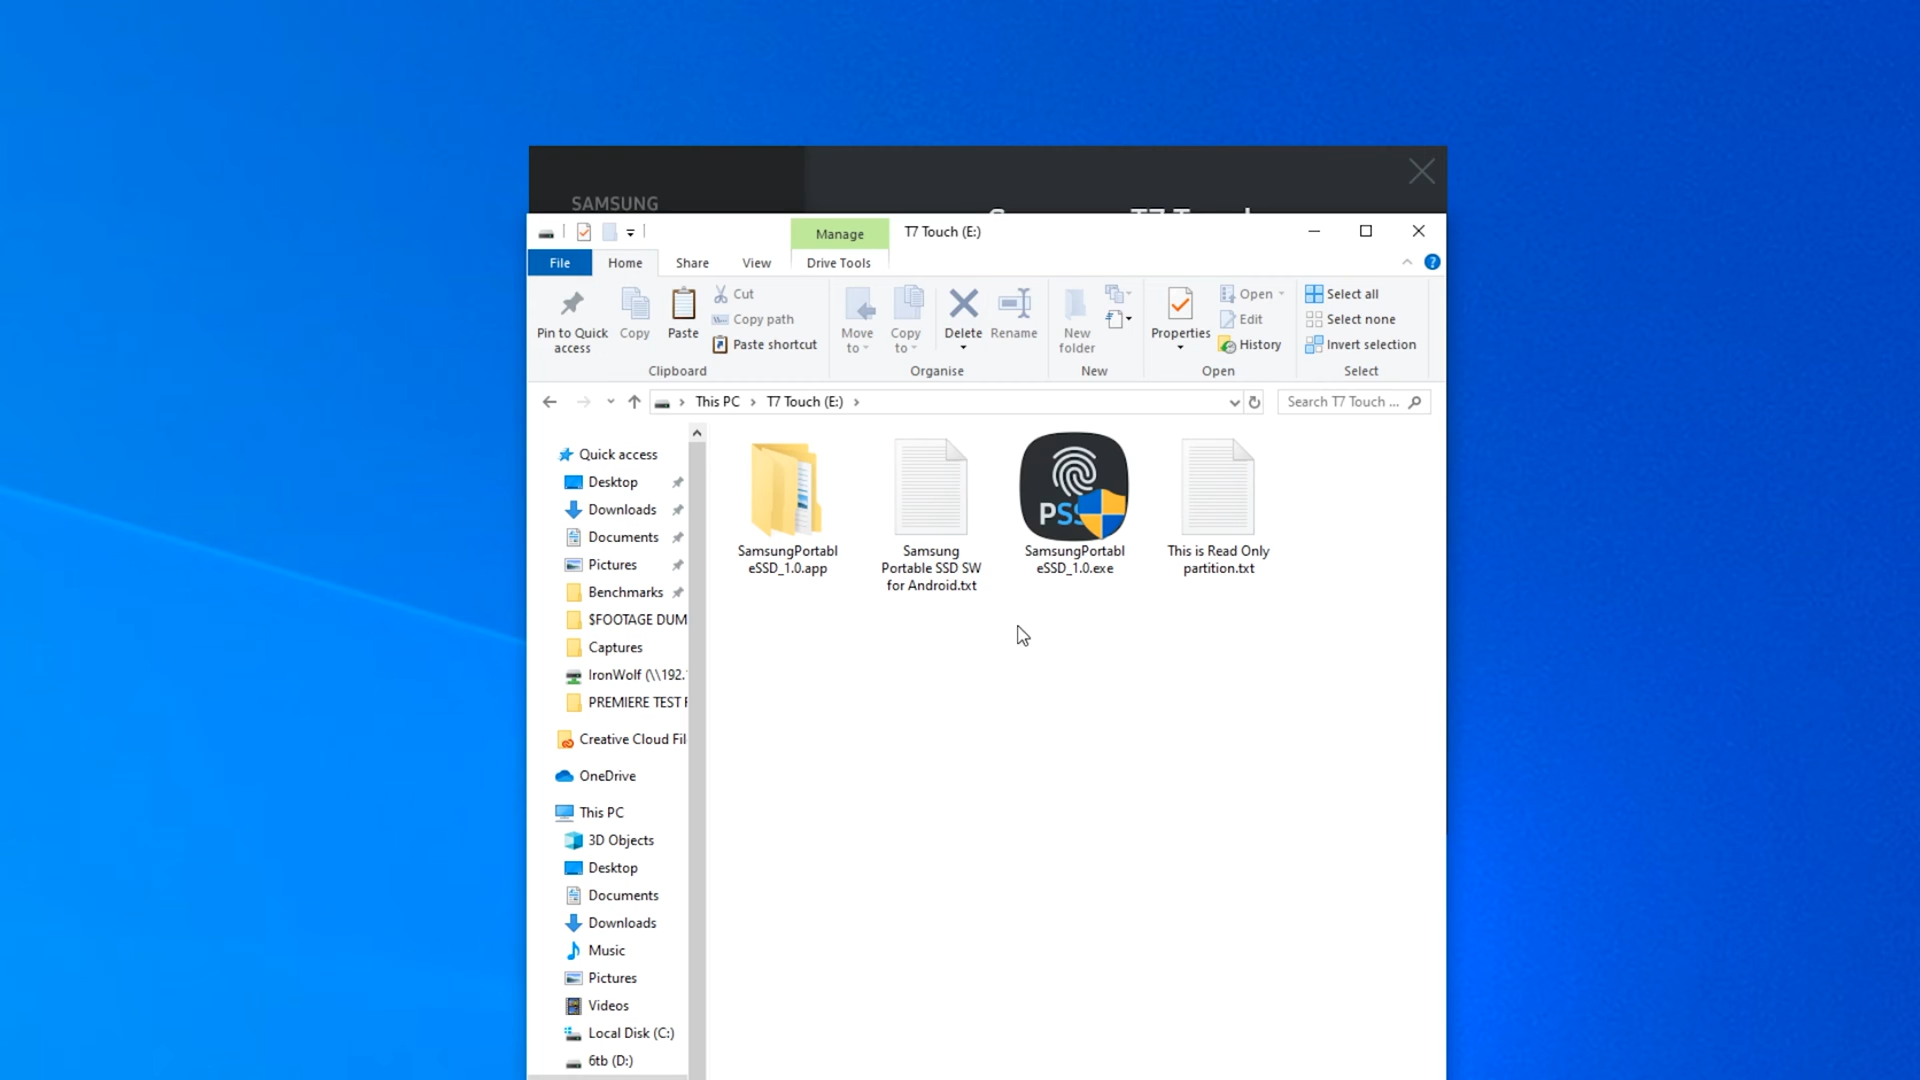 SAMSUNG
Manage
T7 Touch (E:)
File
Home
Share
View
Drive Tools
Pin to Quick
access
Copy
Paste
Cut
Copy path
Paste shortcut
Clipboard
Move
to
Copy
to
Delete
Rename
Organise
New
folder
New
Properties
Open
Edit
History
Open
Select all
Select none
Invert selection
Select
This PC
T7 Touch (E:)
Search T7 Touch ...
Quick access
Desktop
Downloads
Documents
Pictures
Benchmarks
$FOOTAGE DUM
Captures
IronWolf (\\192.
PREMIERE TEST F
Creative Cloud Fil
OneDrive
This PC
3D Objects
Desktop
Documents
Downloads
Music
Pictures
Videos
Local Disk (C:)
6tb (D:)
SamsungPortabl
eSSD_1.0.app
Samsung
Portable SSD SW
for Android.txt
PS
SamsungPortabl
eSSD_1.0.exe
This is Read Only
partition.txt